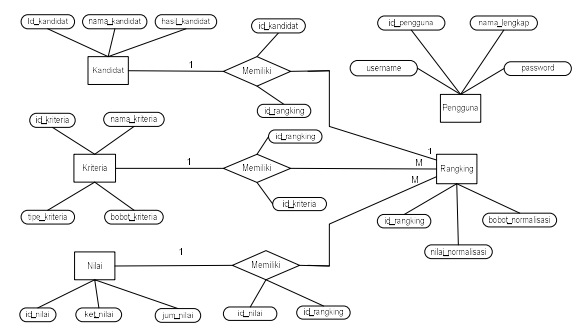 Id_kandidat
nama_kandidat
hasil_kandidat
id_kandidat
id_pengguna
nama_lengkap
Kandidat
1
Memiliki
username
password
id_rangking
Pengguna
id_kriteria
nama_kriteria
id_rangking
1
M
Kriteria
1
Memiliki
Rangking
M
id_kriteria
tipe_kriteria
bobot_kriteria
id_rangking
bobot_normalisasi
nilai_normalisasi
Nilai
1
Memiliki
id_nilai
ket_nilai
jum_nilai
id_nilai
id_rangking